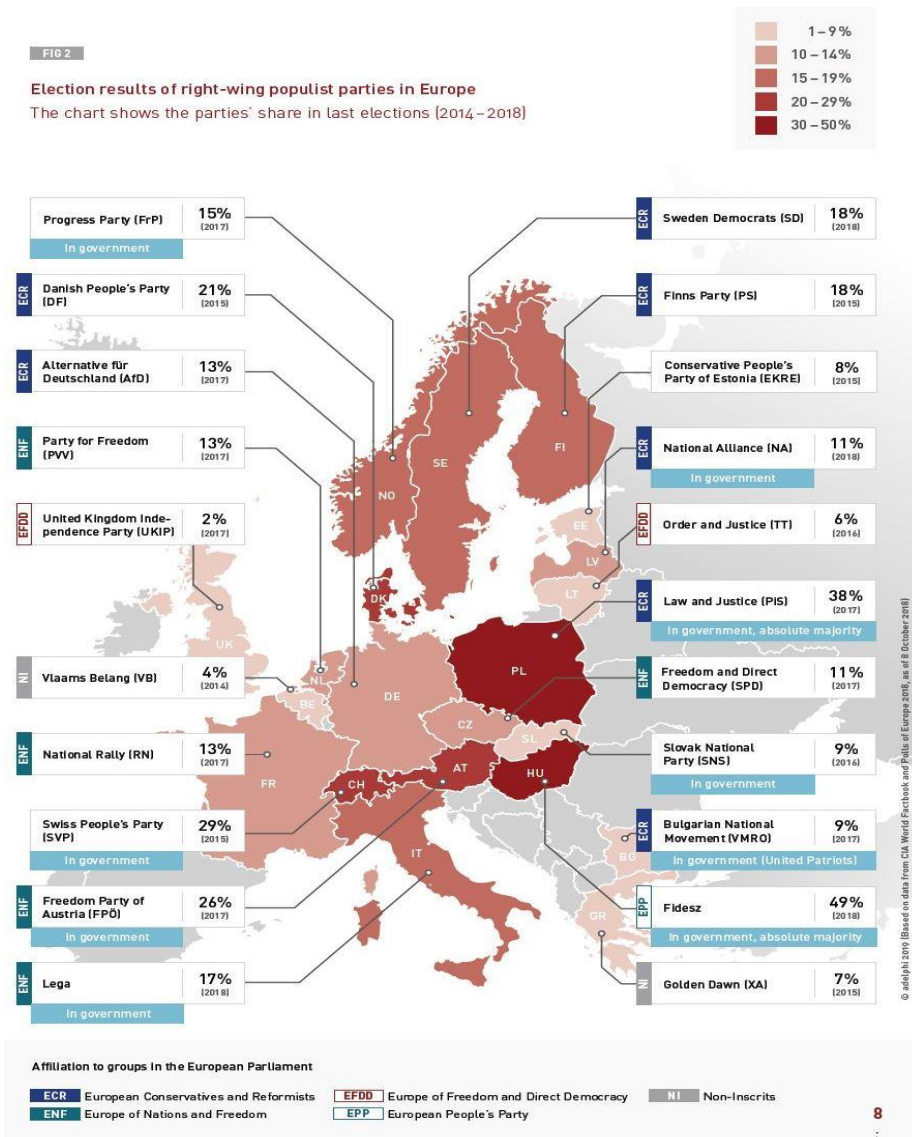 FIG 2
Election results of right-wing populist parties in Europe
The chart shows the parties' share in last elections (2014–2018)
1–9%
10–14%
15–19%
20–29%
30–50%
Progress Party (FrP)
15%
(2017)
In government
ECR
Danish People's Party
(DF)
21%
(2015)
ECR
Alternative für
Deutschland (AfD)
13%
(2017)
ENF
Party for Freedom
(PVV)
13%
(2017)
EFDD
United Kingdom Inde-
pendence Party (UKIP)
2%
(2017)
NI
Vlaams Belang (VB)
4%
(2014)
ENF
National Rally (RN)
13%
(2017)
Swiss People's Party
(SVP)
29%
(2015)
In government
ENF
Freedom Party of
Austria (FPÖ)
26%
(2017)
In government
ENF
Lega
17%
(2018)
In government
ECR
Sweden Democrats (SD)
18%
(2018)
ECR
Finns Party (PS)
18%
(2015)
Conservative People's
Party of Estonia (EKRE)
8%
(2015)
ECR
National Alliance (NA)
11%
(2018)
In government
EFDD
Order and Justice (TT)
6%
(2016)
ECR
Law and Justice (PiS)
38%
(2017)
In government, absolute majority
ENF
Freedom and Direct
Democracy (SPD)
11%
(2017)
Slovak National
Party (SNS)
9%
(2016)
In government
ECR
Bulgarian National
Movement (VMRO)
9%
(2017)
in government (United Patriots)
EPP
Fidesz
49%
(2018)
In government, absolute majority
NI
Golden Dawn (XA)
7%
(2015)
SE
FI
NO
EE
LV
LT
DK
UK
NL
BE
DE
PL
CZ
SL
FR
CH
AT
HU
IT
BG
GR
© adelphi 2019 (Based on data from CIA World Factbook and Polls of Europe 2018, as of 8 October 2018)
Affiliation to groups in the European Parliament
ECR European Conservatives and Reformists
EFDD Europe of Freedom and Direct Democracy
NI Non-Inscrits
ENF Europe of Nations and Freedom
EPP European People's Party
8